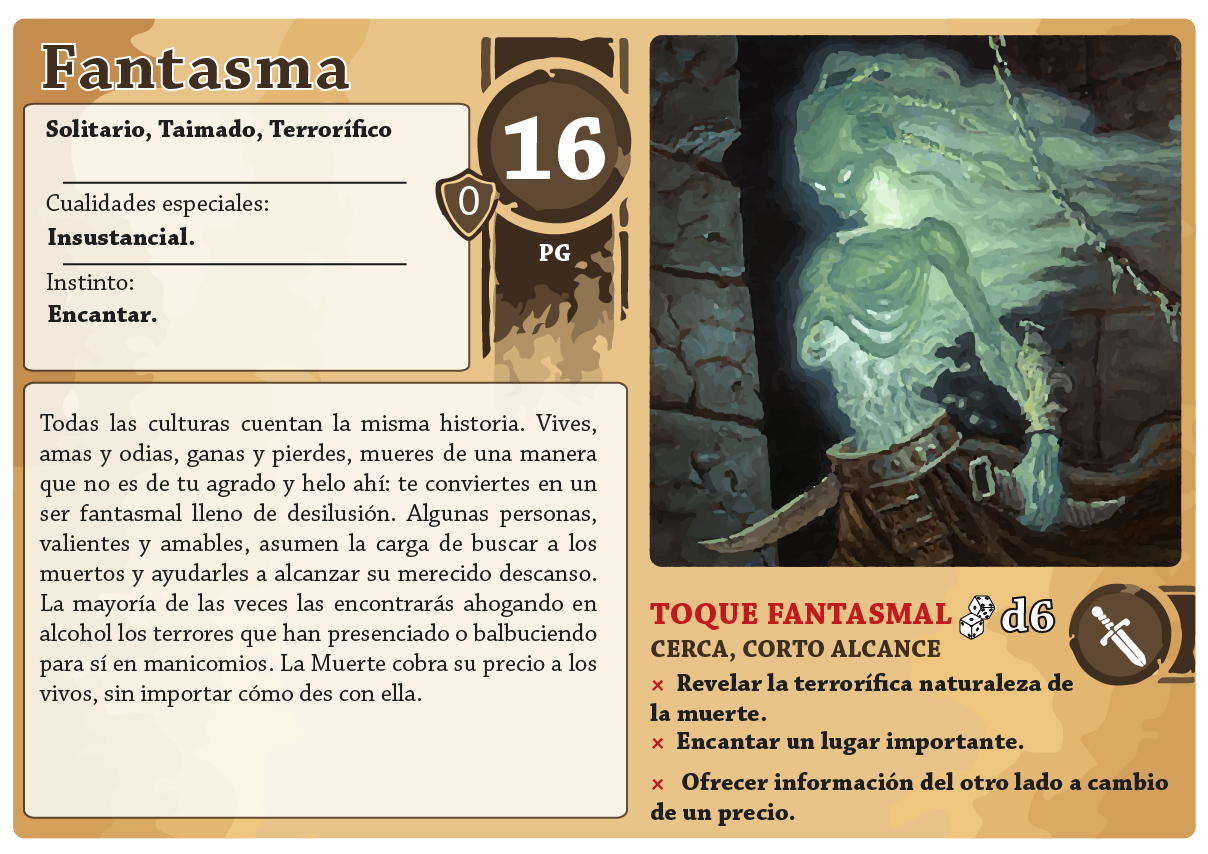 Fantasma
Solitario, Taimado, Terrorífico
Cualidades especiales:
Insustancial.
Instinto:
Encantar.
0
16
PG
Todas las culturas cuentan la misma historia. Vives,
amas y odias, ganas y pierdes, mueres de una manera
que no es de tu agrado y helo ahí: te conviertes en un
ser fantasmal lleno de desilusión. Algunas personas,
valientes y amables, asumen la carga de buscar a los
muertos y ayudarles a alcanzar su merecido descanso.
La mayoría de las veces las encontrarás ahogando en
alcohol los terrores que han presenciado o balbuciendo
para sí en manicomios. La Muerte cobra su precio a los
vivos, sin importar cómo des con ella.
TOQUE FANTASMAL d6
CERCA, CORTO ALCANCE
× Revelar la terrorífica naturaleza de
la muerte.
× Encantar un lugar importante.
× Ofrecer información del otro lado a cambio
de un precio.